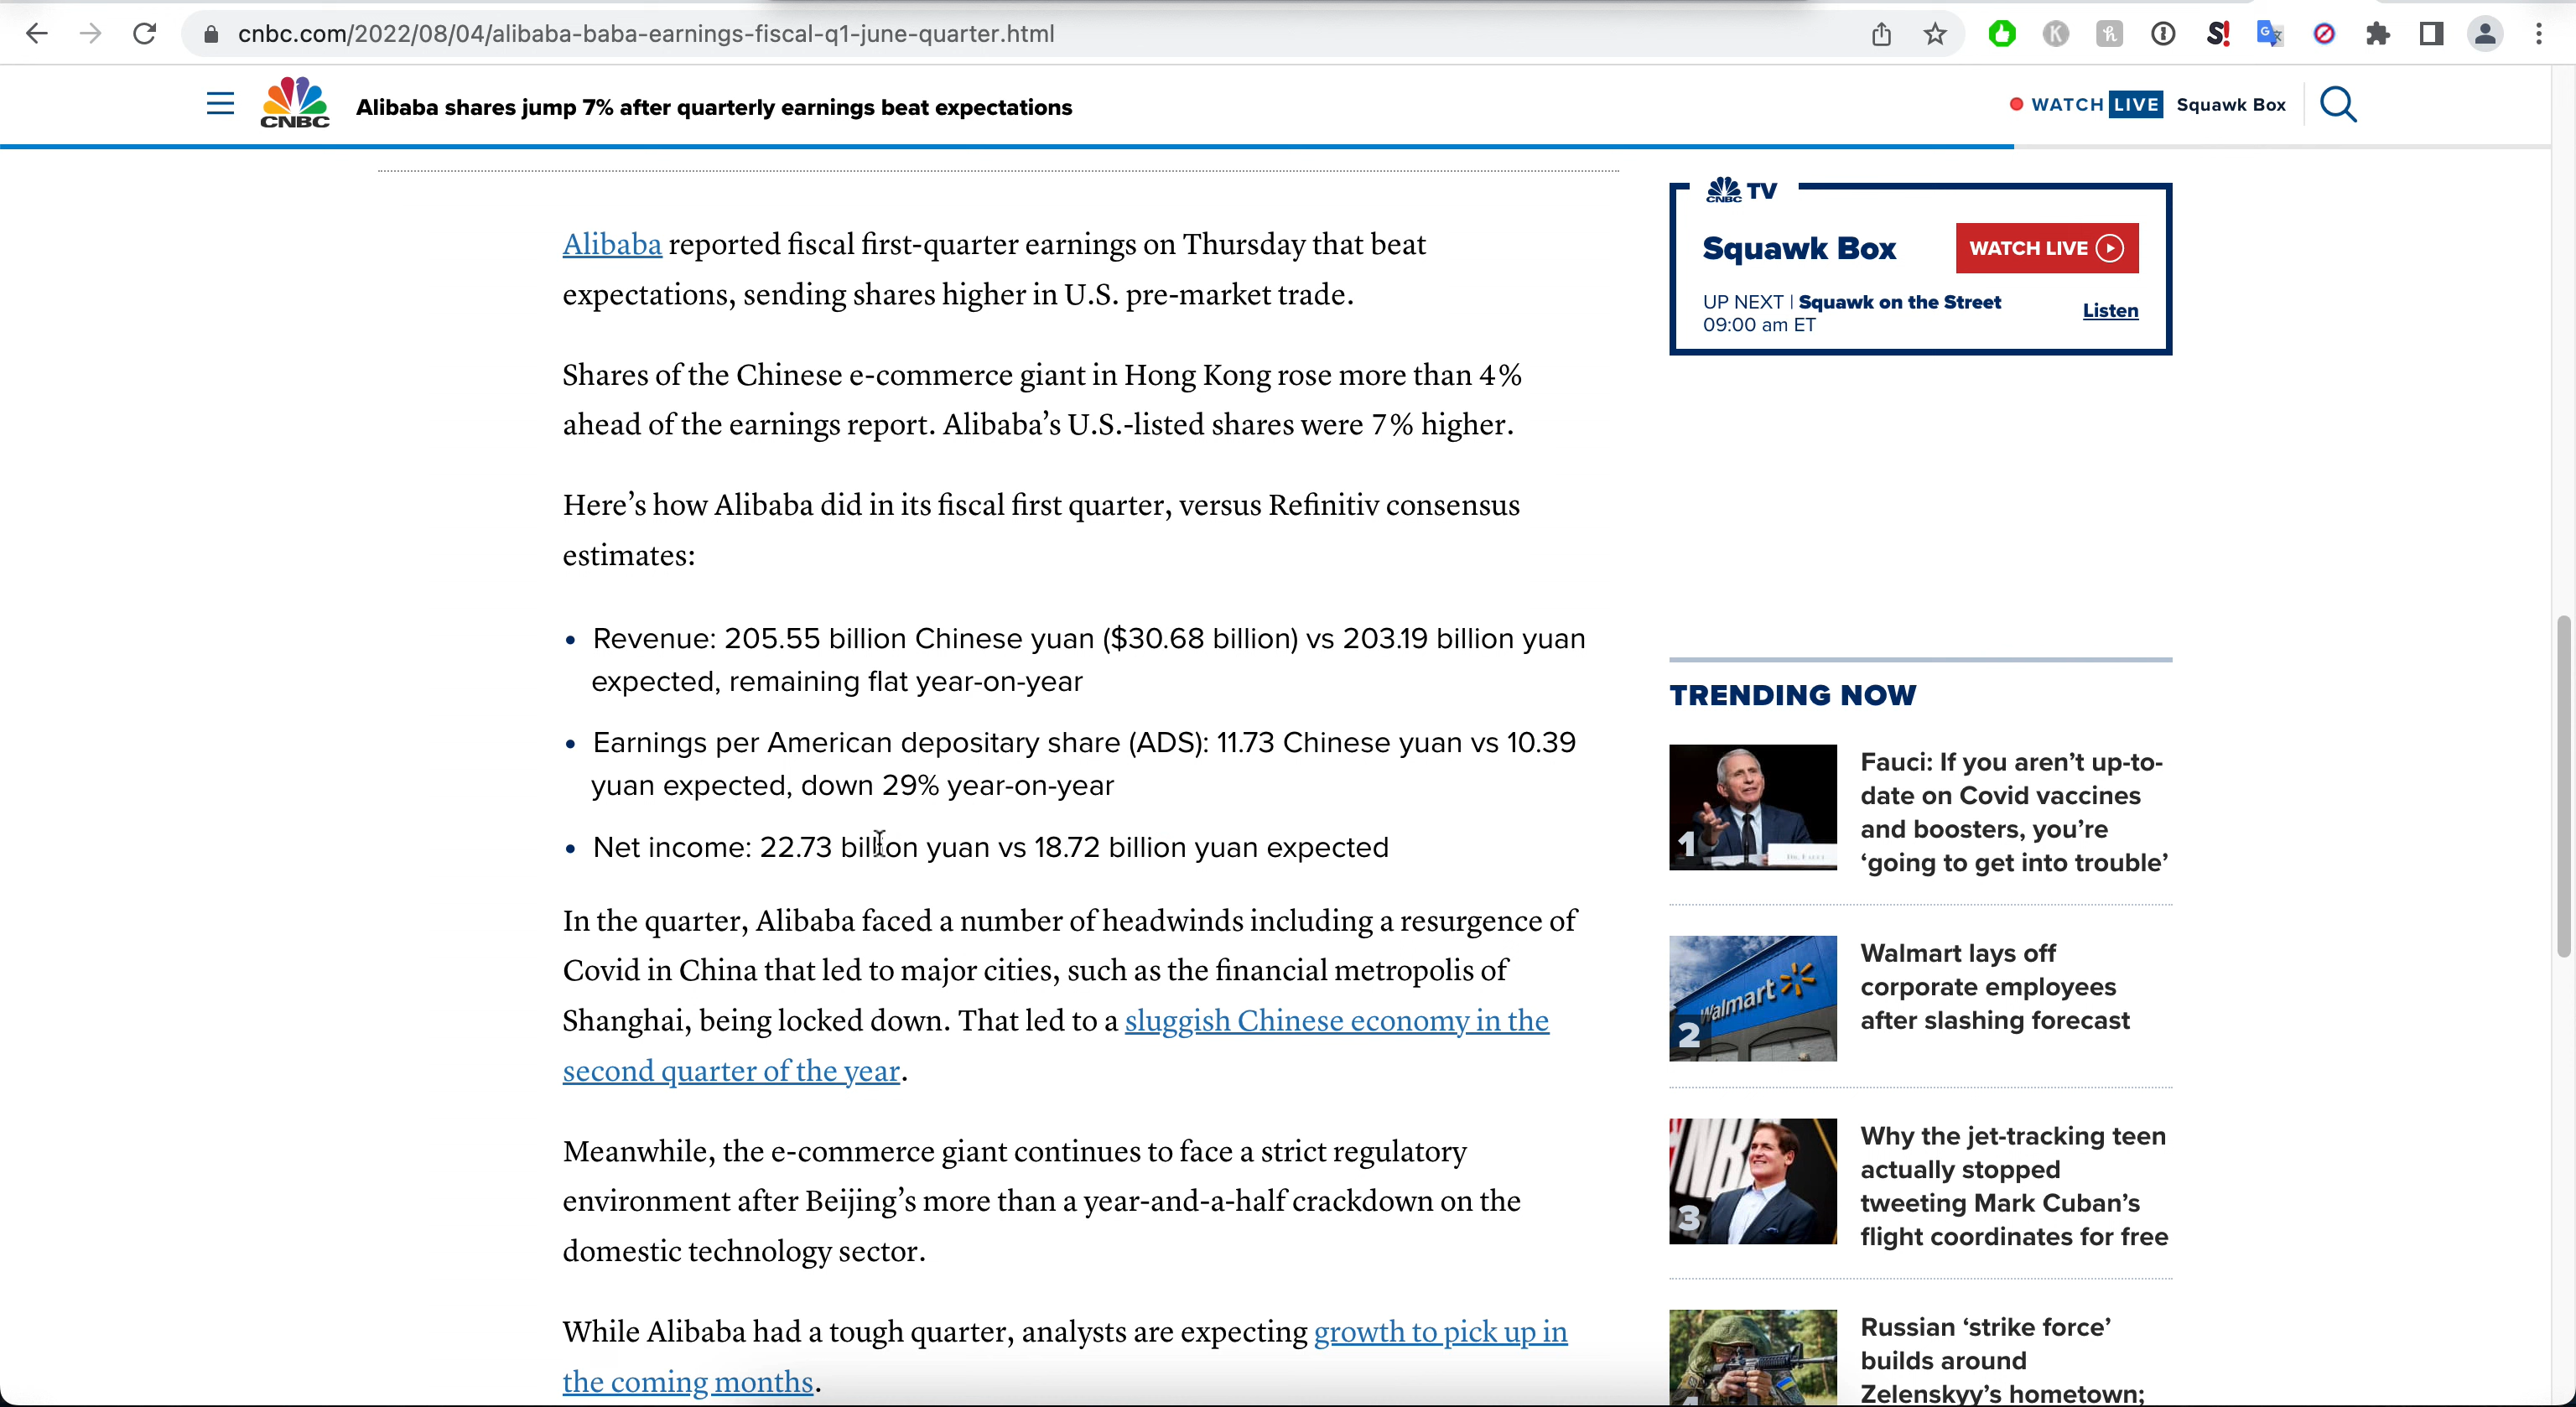 cnbc.com/2022/08/04/alibaba-baba-earnings-fiscal-q1-june-quarter.html
CNBC
Alibaba shares jump 7% after quarterly earnings beat expectations
WATCH LIVE Squawk Box
Alibaba reported fiscal first-quarter earnings on Thursday that beat
expectations, sending shares higher in U.S. pre-market trade.
Shares of the Chinese e-commerce giant in Hong Kong rose more than 4%
ahead of the earnings report. Alibaba’s U.S.-listed shares were 7% higher.
Here’s how Alibaba did in its fiscal first quarter, versus Refinitiv consensus
estimates:
• Revenue: 205.55 billion Chinese yuan ($30.68 billion) vs 203.19 billion yuan
expected, remaining flat year-on-year
• Earnings per American depositary share (ADS): 11.73 Chinese yuan vs 10.39
yuan expected, down 29% year-on-year
• Net income: 22.73 billion yuan vs 18.72 billion yuan expected
In the quarter, Alibaba faced a number of headwinds including a resurgence of
Covid in China that led to major cities, such as the financial metropolis of
Shanghai, being locked down. That led to a sluggish Chinese economy in the
second quarter of the year.
Meanwhile, the e-commerce giant continues to face a strict regulatory
environment after Beijing’s more than a year-and-a-half crackdown on the
domestic technology sector.
While Alibaba had a tough quarter, analysts are expecting growth to pick up in
the coming months.
CNBC TV
Squawk Box
WATCH LIVE
UP NEXT | Squawk on the Street
09:00 am ET
Listen
TRENDING NOW
1
Fauci: If you aren’t up-to-
date on Covid vaccines
and boosters, you’re
‘going to get into trouble’
Walmart
2
Walmart lays off
corporate employees
after slashing forecast
3
Why the jet-tracking teen
actually stopped
tweeting Mark Cuban’s
flight coordinates for free
Russian ‘strike force’
builds around
Zelenskyy’s hometown;